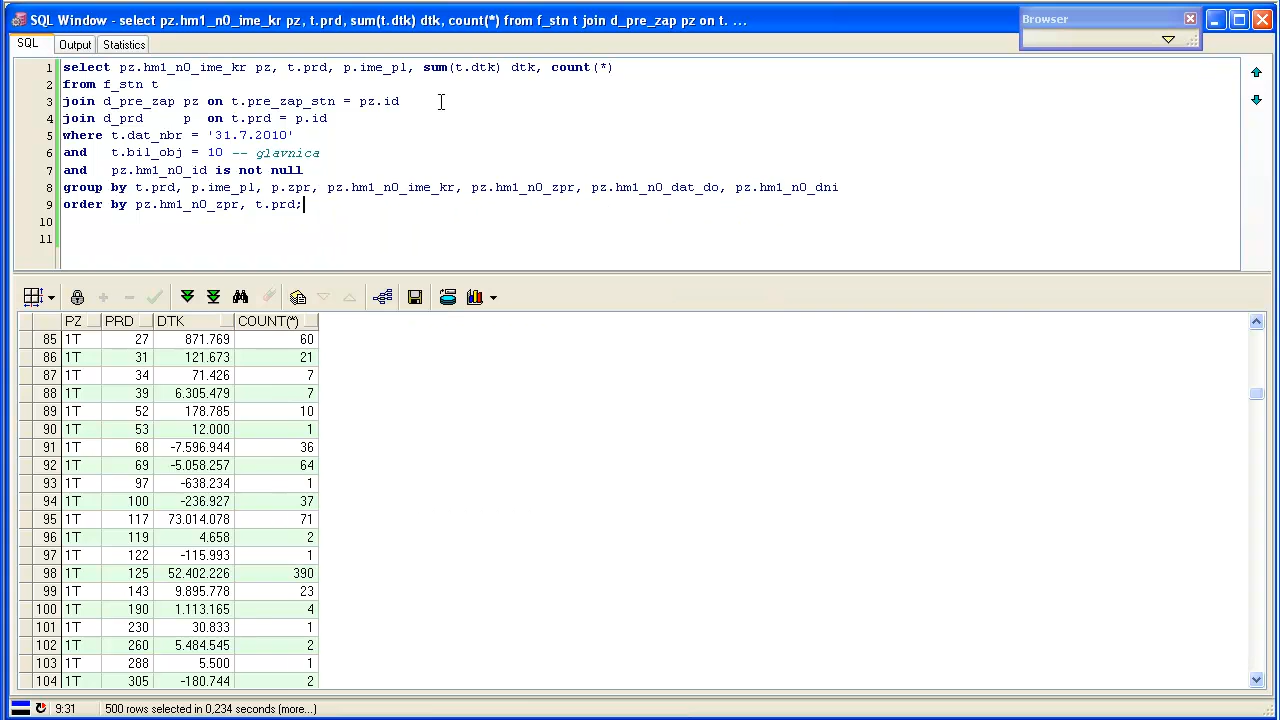 SQL Window - select pz.hm1_n0_ime_kr pz, t.prd, sum(t.dtk) dtk, count(*) from f_stn t join d_pre_zap pz on t. ...
Browser
SQL Output Statistics
1 select pz.hm1_n0_ime_kr pz, t.prd, p.ime_pl, sum(t.dtk) dtk, count(*)
2 from f_stn t
3 join d_pre_zap pz on t.pre_zap_stn = pz.id
4 join d_prd p on t.prd = p.id
5 where t.dat_nbr = '31.7.2010'
6 and t.bil_obj = 10 -- glavnica
7 and pz.hm1_n0_id is not null
8 group by t.prd, p.ime_pl, p.zpr, pz.hm1_n0_ime_kr, pz.hm1_n0_zpr, pz.hm1_n0_dat_do, pz.hm1_n0_dni
9 order by pz.hm1_n0_zpr, t.prd;
10
11
PZ PRD DTK COUNT(*)
85 1T 27 871.769 60
86 1T 31 121.673 21
87 1T 34 71.426 7
88 1T 39 6.305.479 7
89 1T 52 178.785 10
90 1T 53 12.000 1
91 1T 68 -7.596.944 36
92 1T 69 -5.058.257 64
93 1T 97 -638.234 1
94 1T 100 -236.927 37
95 1T 117 73.014.078 71
96 1T 119 4.658 2
97 1T 122 -115.993 1
98 1T 125 52.402.226 390
99 1T 143 9.895.778 23
100 1T 190 1.113.165 4
101 1T 230 30.833 1
102 1T 260 5.484.545 2
103 1T 288 5.500 1
104 1T 305 -180.744 2
9:31 500 rows selected in 0,234 seconds (more...)